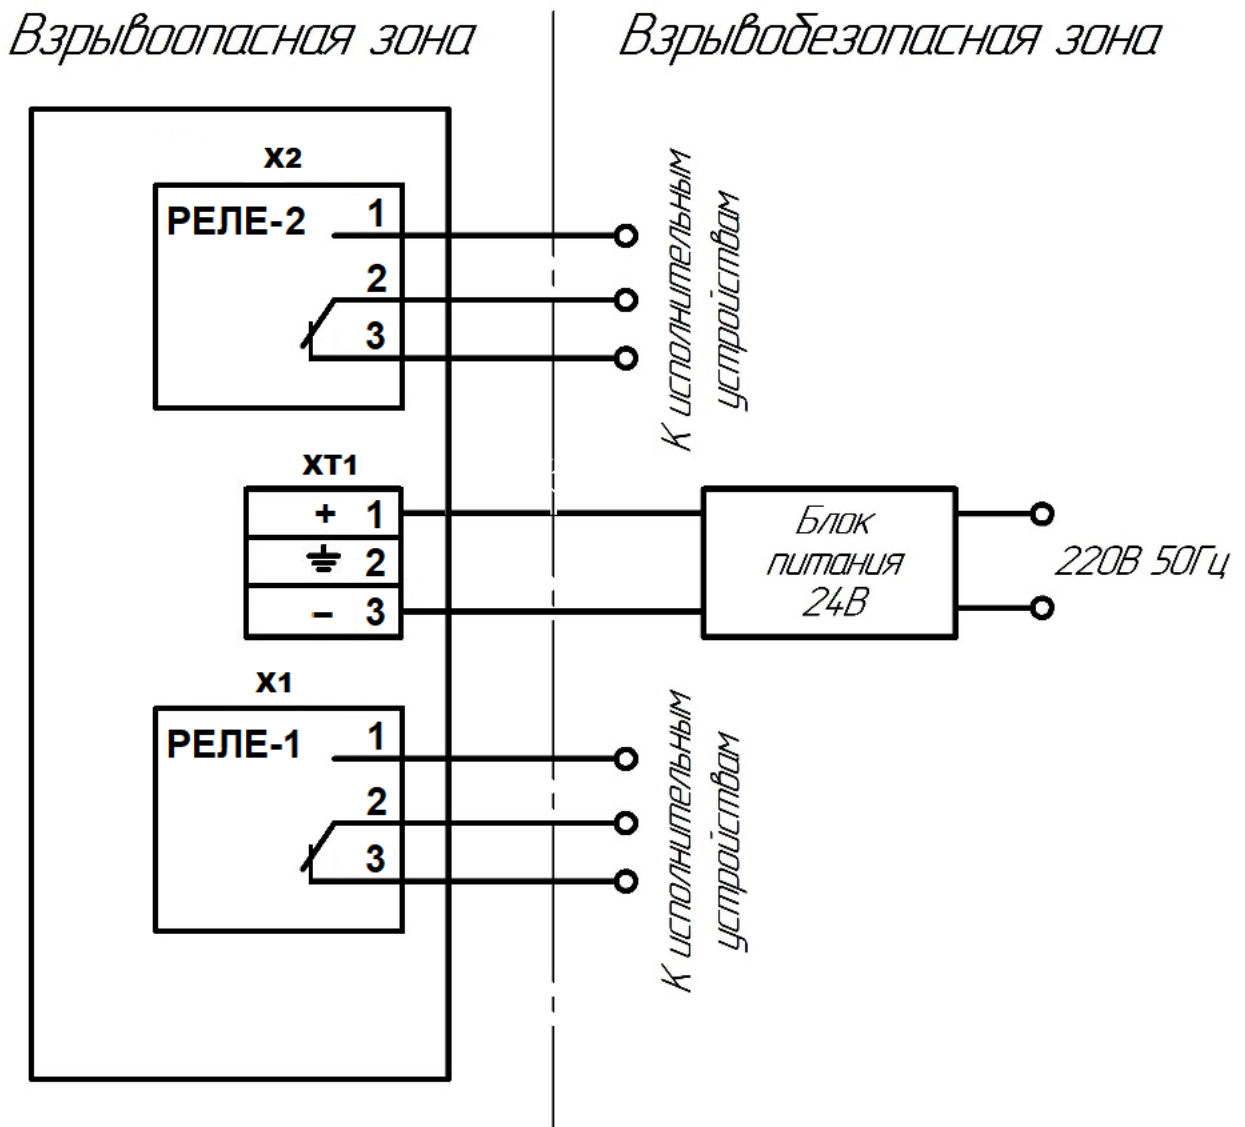 Взрывоопасная зона
Взрывобезопасная зона
X2
РЕЛЕ-2
1
2
3
К исполнительным
устройствам
XT1
+ 1
2
– 3
Блок
питания
24В
220В 50Гц
X1
РЕЛЕ-1
1
2
3
К исполнительным
устройствам